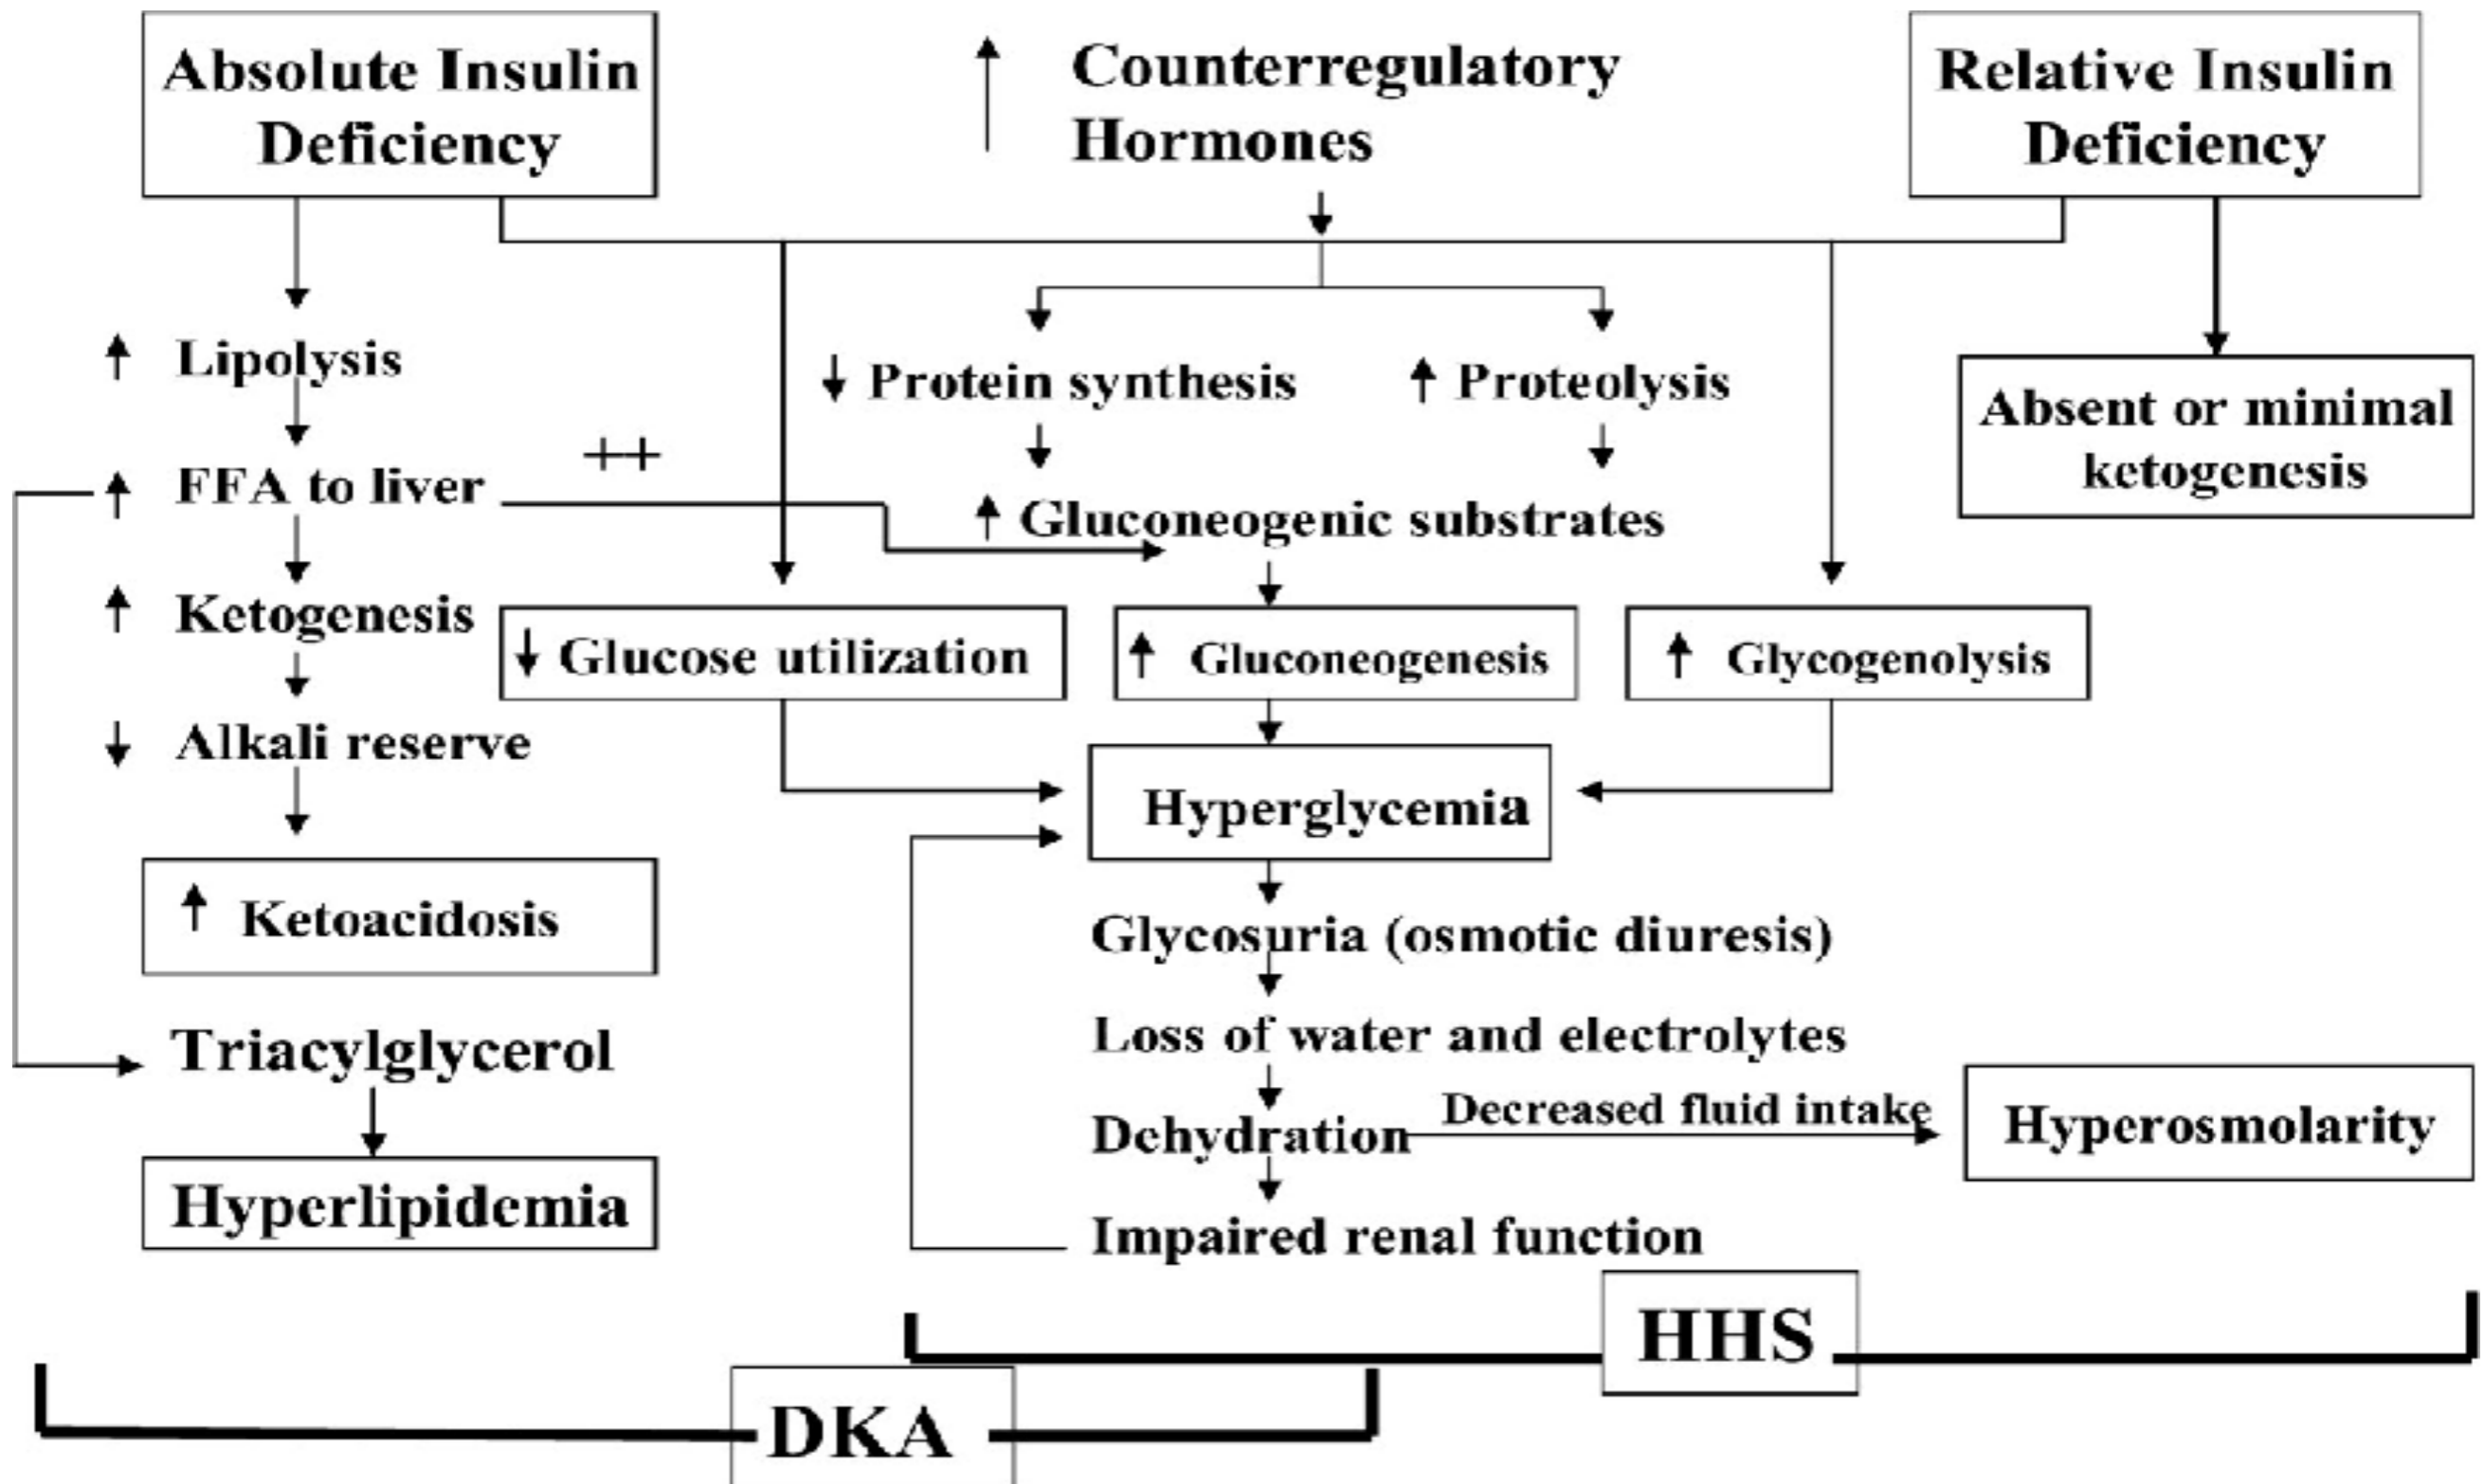 Absolute Insulin
Deficiency
↑ Counterregulatory
Hormones
Relative Insulin
Deficiency
↑ Lipolysis
↑ FFA to liver
++
↑ Ketogenesis
↓ Alkali reserve
↑ Ketoacidosis
Triacylglycerol
Hyperlipidemia
↓ Protein synthesis
↑ Proteolysis
↑ Gluconeogenic substrates
Absent or minimal
ketogenesis
↓ Glucose utilization
↑ Gluconeogenesis
↑ Glycogenolysis
Hyperglycemia
Glycosuria (osmotic diuresis)
Loss of water and electrolytes
Dehydration
Decreased fluid intake
Hyperosmolarity
Impaired renal function
HHS
DKA